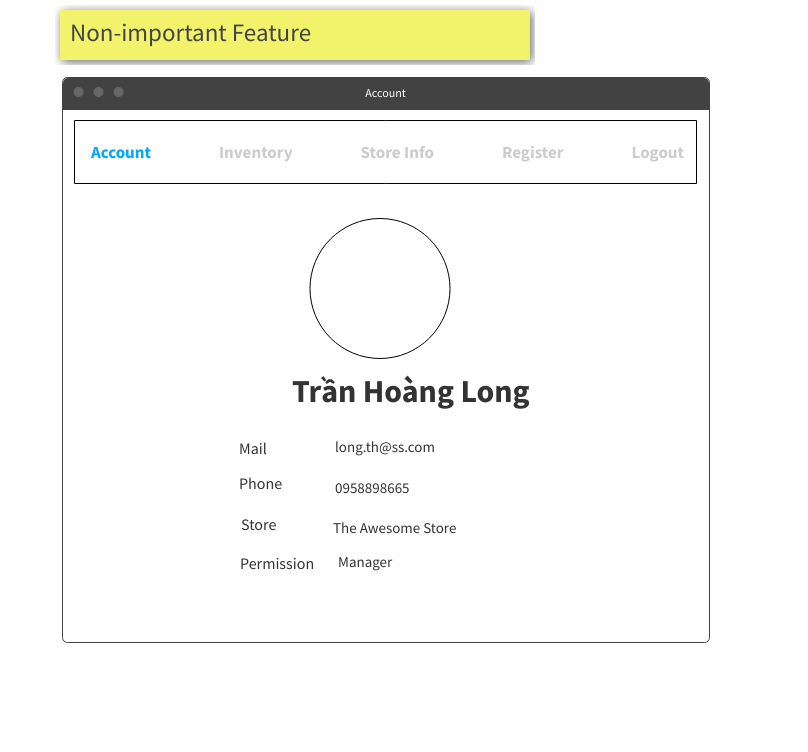 Non-important Feature
Account
Account Inventory Store Info Register Logout
Trần Hoàng Long
Mail long.th@ss.com
Phone 0958898665
Store The Awesome Store
Permission Manager